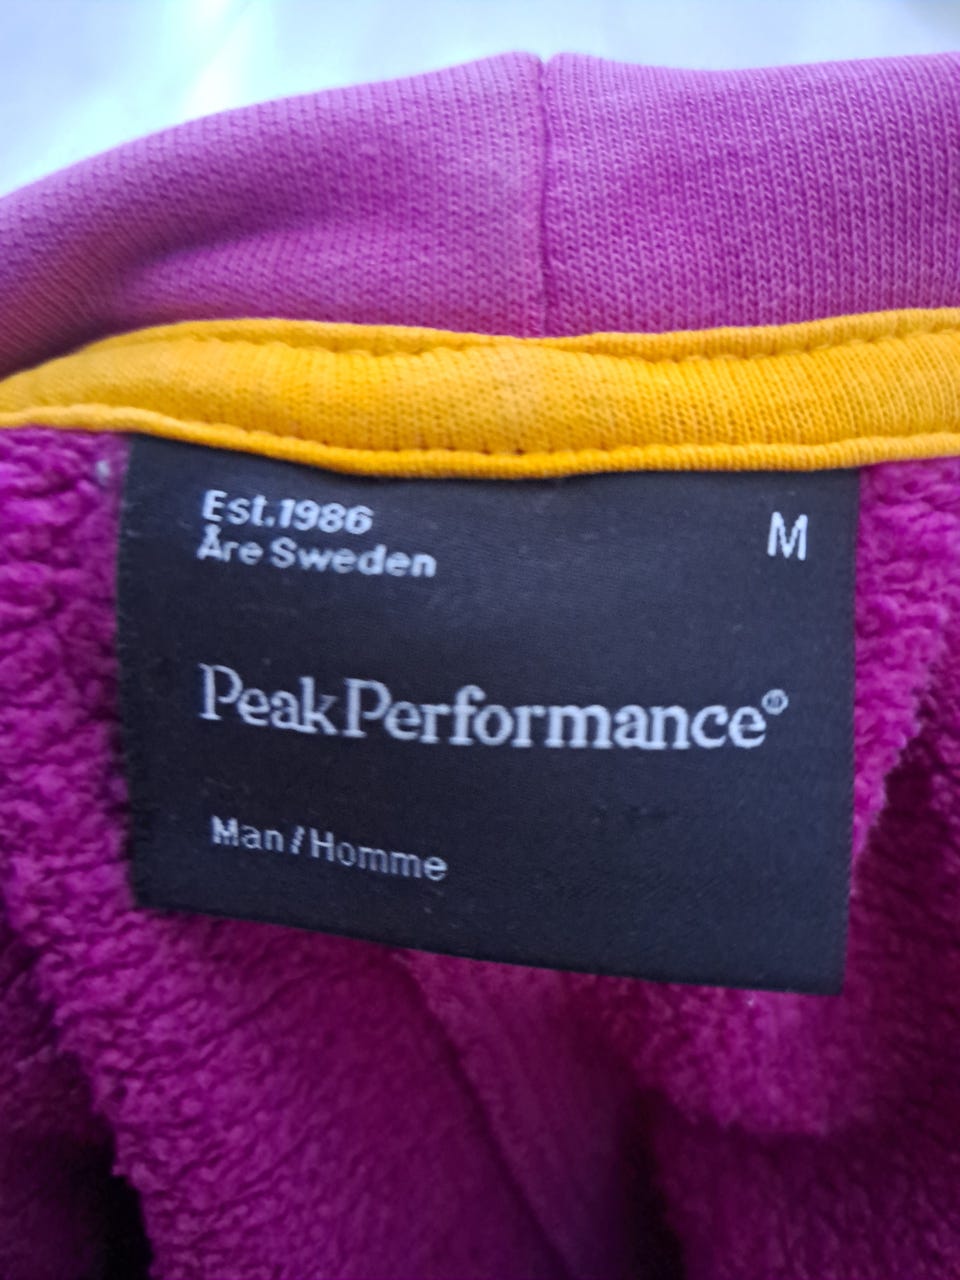 Est.1986
Åre Sweden
M
PeakPerformance®
Man/Homme